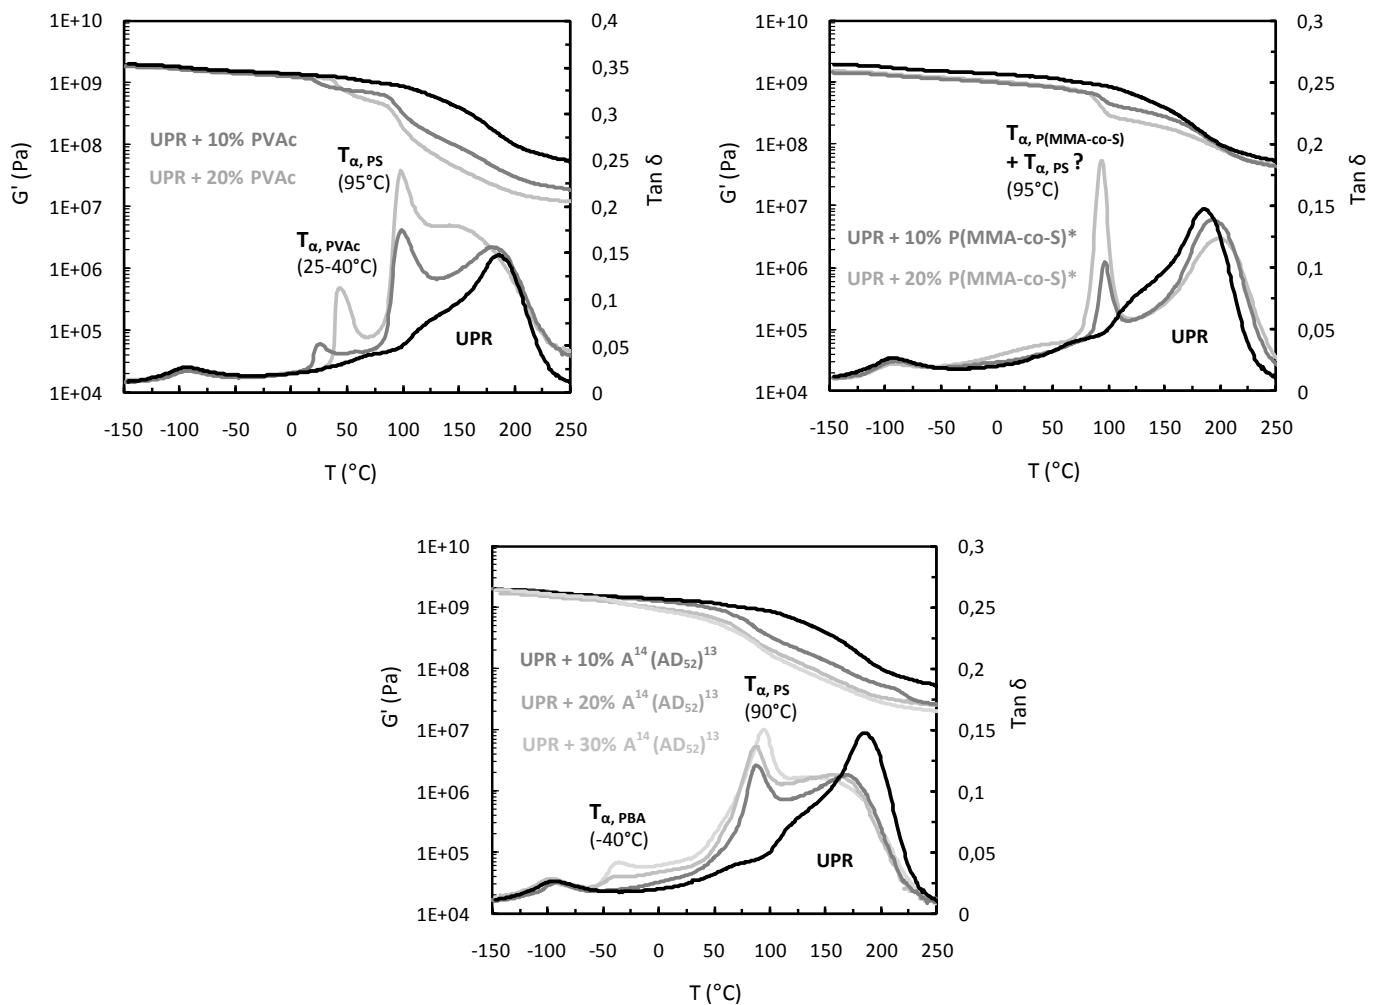 1E+10
1E+09
1E+08
1E+07
1E+06
1E+05
1E+04
G' (Pa)
0,4
0,35
0,3
0,25
0,2
0,15
0,1
0,05
0
Tan δ
-150 -100 -50 0 50 100 150 200 250
T (°C)
UPR + 10% PVAc
UPR + 20% PVAc
Tα, PS
(95°C)
Tα, PVAc
(25-40°C)
UPR
1E+10
1E+09
1E+08
1E+07
1E+06
1E+05
1E+04
G' (Pa)
0,3
0,25
0,2
0,15
0,1
0,05
0
Tan δ
-150 -100 -50 0 50 100 150 200 250
T (°C)
Tα, P(MMA-co-S)
+ Tα, PS ?
(95°C)
UPR + 10% P(MMA-co-S)*
UPR + 20% P(MMA-co-S)*
UPR
1E+10
1E+09
1E+08
1E+07
1E+06
1E+05
1E+04
G' (Pa)
0,3
0,25
0,2
0,15
0,1
0,05
0
Tan δ
-150 -100 -50 0 50 100 150 200 250
T (°C)
UPR + 10% A¹⁴(AD₅₂)¹³
UPR + 20% A¹⁴(AD₅₂)¹³
UPR + 30% A¹⁴(AD₅₂)¹³
Tα, PS
(90°C)
Tα, PBA
(-40°C)
UPR